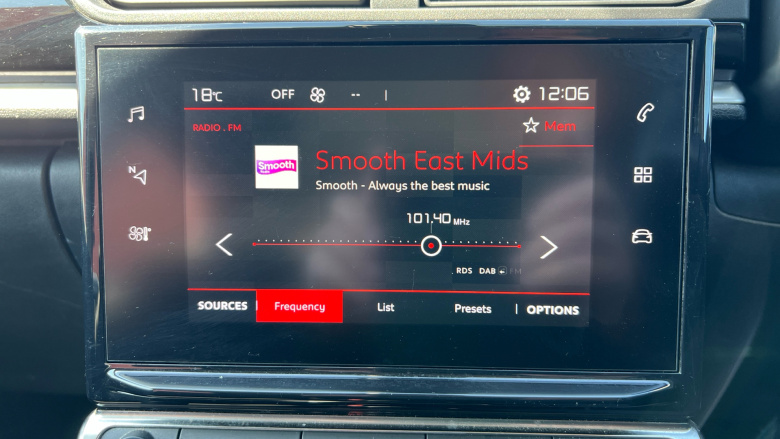 18°C OFF -- 12:06
RADIO . FM
Mem
Smooth
Smooth East Mids
Smooth - Always the best music
101.40 MHz
RDS DAB FM
SOURCES Frequency List Presets OPTIONS
N